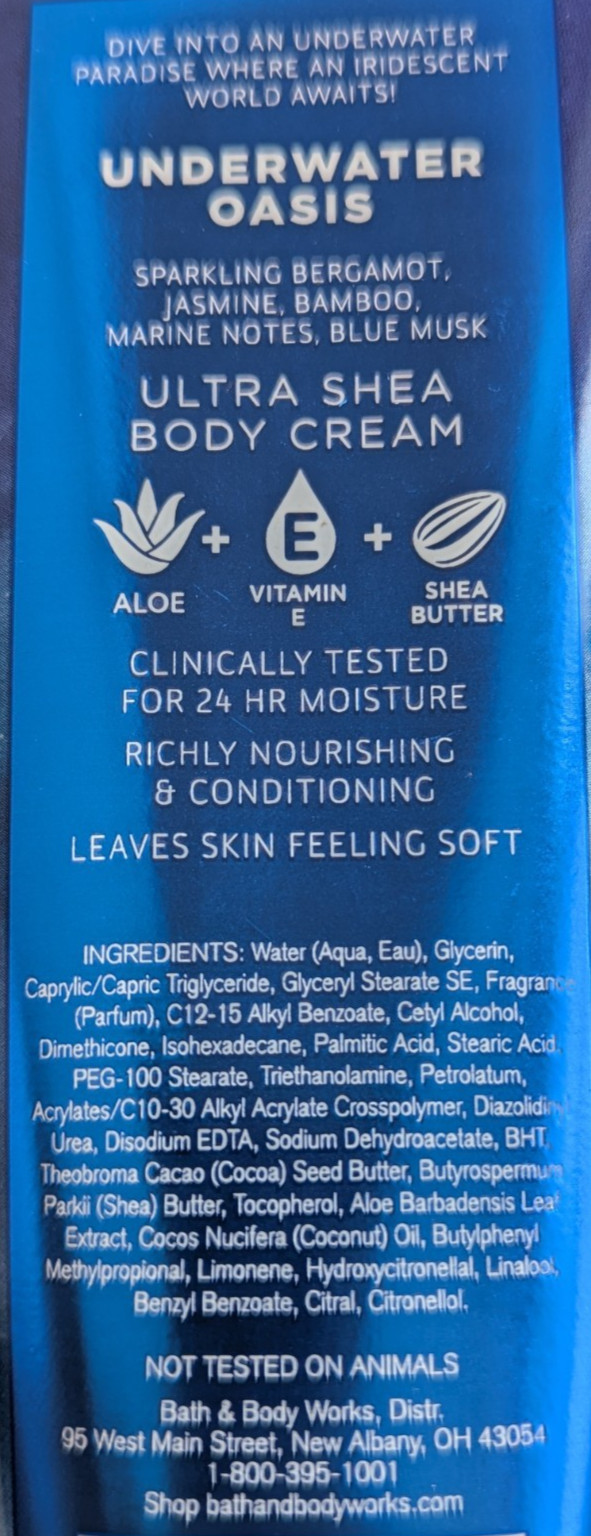 DIVE INTO AN UNDERWATER
PARADISE WHERE AN IRIDESCENT
WORLD AWAITS!
UNDERWATER
OASIS
SPARKLING BERGAMOT,
JASMINE, BAMBOO,
MARINE NOTES, BLUE MUSK
ULTRA SHEA
BODY CREAM
E
+ +
ALOE VITAMIN E SHEA BUTTER
CLINICALLY TESTED
FOR 24 HR MOISTURE
RICHLY NOURISHING
& CONDITIONING
LEAVES SKIN FEELING SOFT
INGREDIENTS: Water (Aqua, Eau), Glycerin,
Caprylic/Capric Triglyceride, Glyceryl Stearate SE, Fragrance
(Parfum), C12-15 Alkyl Benzoate, Cetyl Alcohol,
Dimethicone, Isohexadecane, Palmitic Acid, Stearic Acid,
PEG-100 Stearate, Triethanolamine, Petrolatum,
Acrylates/C10-30 Alkyl Acrylate Crosspolymer, Diazolidinyl
Urea, Disodium EDTA, Sodium Dehydroacetate, BHT,
Theobroma Cacao (Cocoa) Seed Butter, Butyrospermum
Parkii (Shea) Butter, Tocopherol, Aloe Barbadensis Leaf
Extract, Cocos Nucifera (Coconut) Oil, Butylphenyl
Methylpropional, Limonene, Hydroxycitronellal, Linalool,
Benzyl Benzoate, Citral, Citronellol.
NOT TESTED ON ANIMALS
Bath & Body Works, Distr.
95 West Main Street, New Albany, OH 43054
1-800-395-1001
Shop bathandbodyworks.com